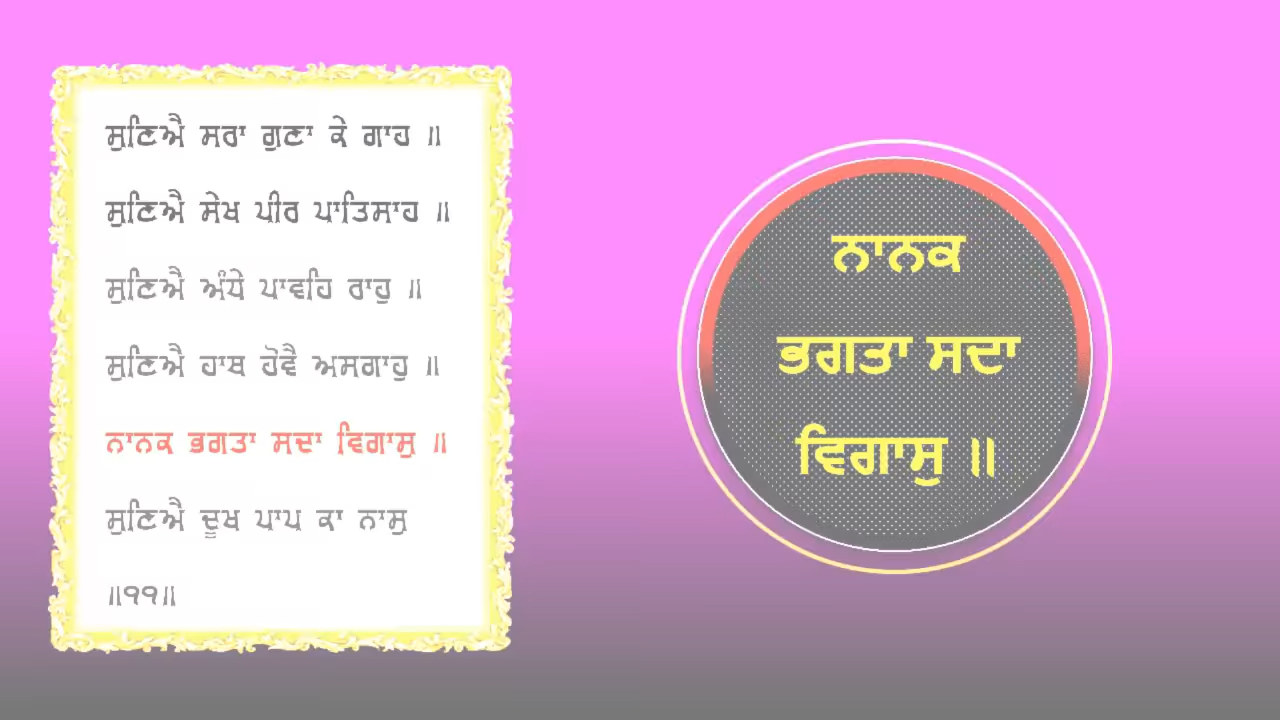 ਸੁਣਿਐ ਸਰਾ ਗੁਣਾ ਕੇ ਗਾਹ ॥
ਸੁਣਿਐ ਸੇਖ ਪੀਰ ਪਾਤਿਸਾਹ ॥
ਸੁਣਿਐ ਅੰਧੇ ਪਾਵਹਿ ਰਾਹੁ ॥
ਸੁਣਿਐ ਹਾਥ ਹੋਵੈ ਅਸਗਾਹੁ ॥
ਨਾਨਕ ਭਗਤਾ ਸਦਾ ਵਿਗਾਸੁ ॥
ਸੁਣਿਐ ਦੂਖ ਪਾਪ ਕਾ ਨਾਸੁ
॥੧੧॥
ਨਾਨਕ
ਭਗਤਾ ਸਦਾ
ਵਿਗਾਸੁ ॥